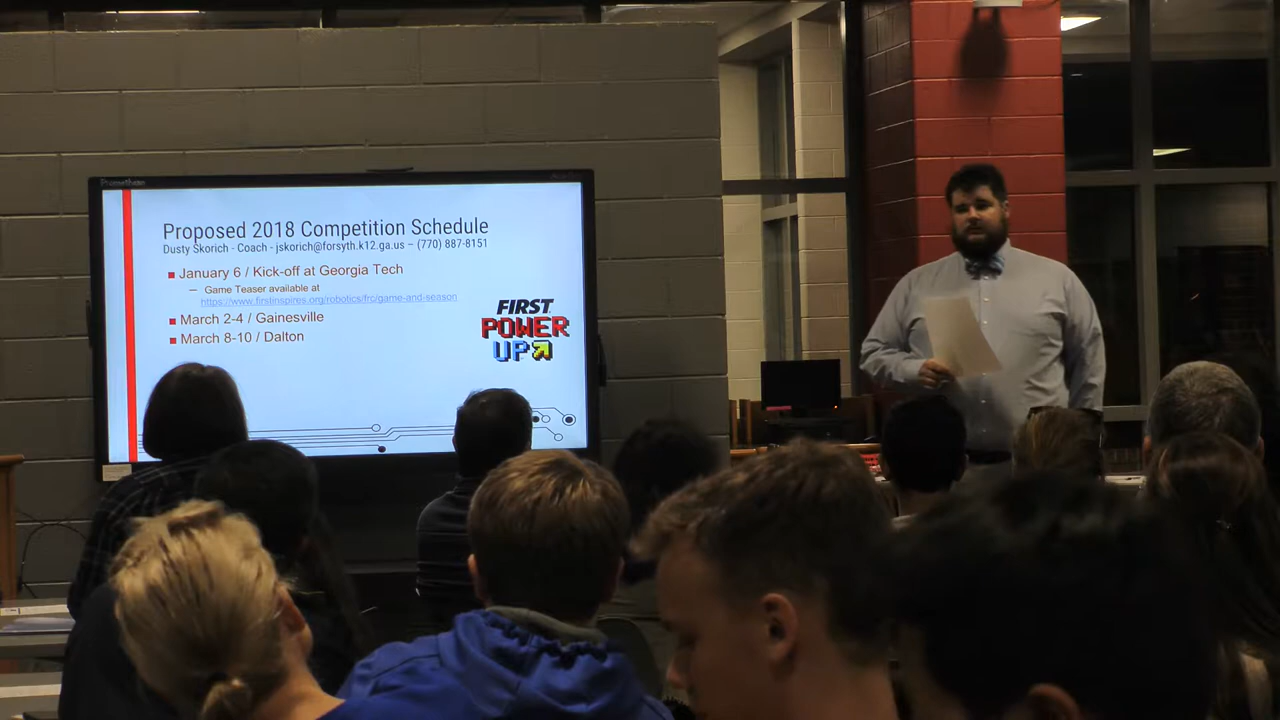 Promethean
Proposed 2018 Competition Schedule
Dusty Skorich - Coach - jskorich@forsyth.k12.ga.us – (770) 887-8151
January 6 / Kick-off at Georgia Tech
– Game Teaser available at
https://www.firstinspires.org/robotics/frc/game-and-season
March 2-4 / Gainesville
March 8-10 / Dalton
FIRST
POWER
UP